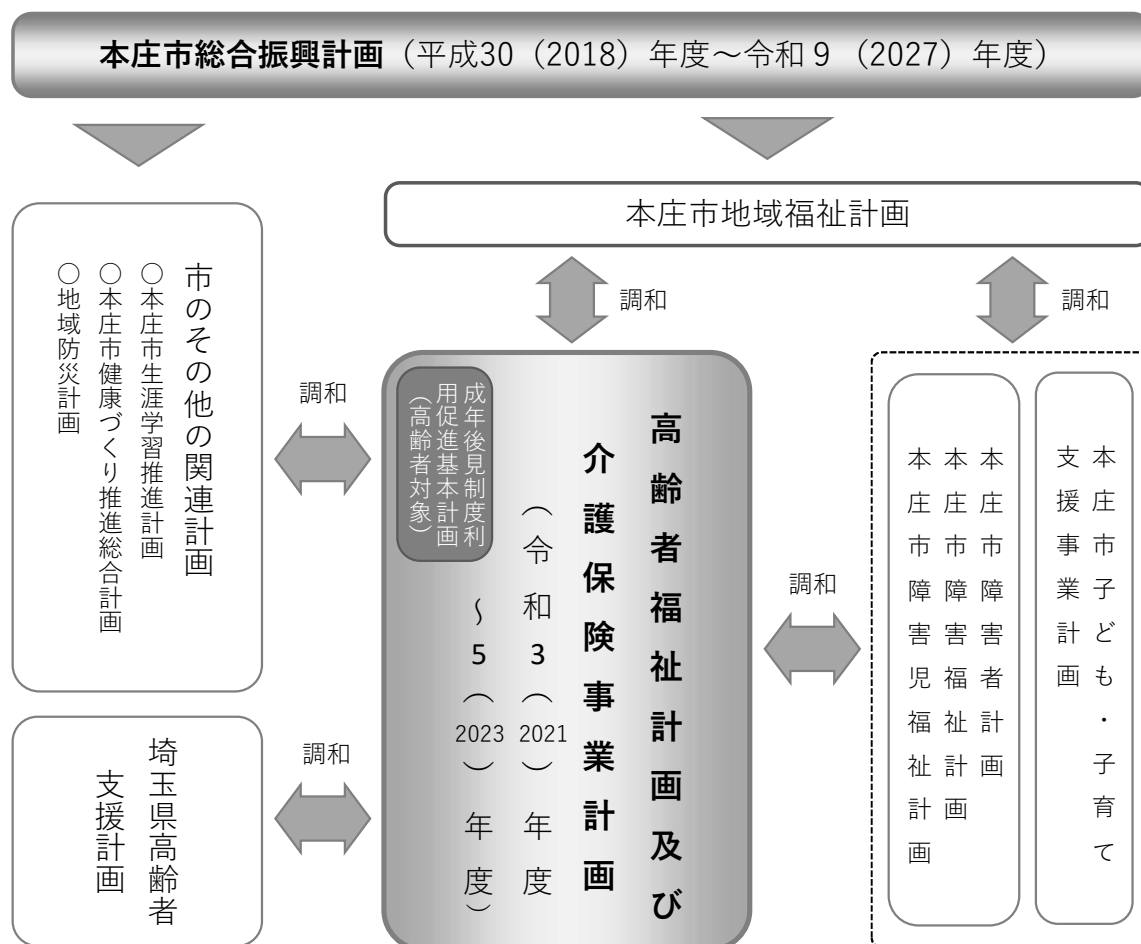 本庄市総合振興計画（平成30（2018）年度～令和９（2027）年度）
本庄市地域福祉計画
調和
調和
市のその他の関連計画
○本庄市生涯学習推進計画
○本庄市健康づくり推進総合計画
○地域防災計画
調和
高齢者福祉計画及び
介護保険事業計画
（令和3（2021）年度
～5（2023）年度）
成年後見制度利
用促進基本計画
（高齢者対象）
調和
本庄市子ども・子育て
支援事業計画
本庄市障害者計画
本庄市障害福祉計画
本庄市障害児福祉計画
埼玉県高齢者
支援計画
調和